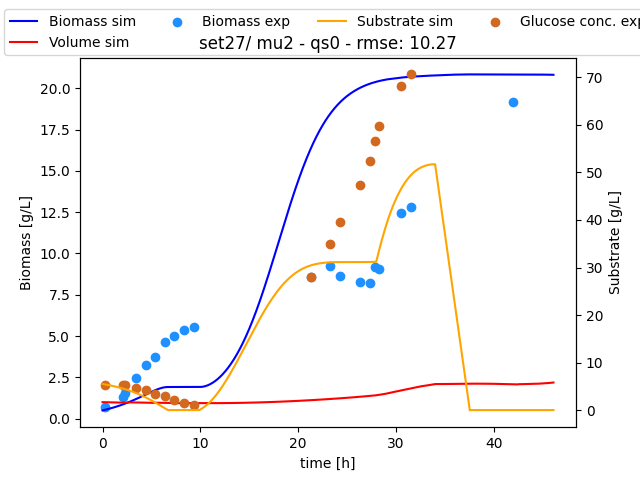 Biomass sim Biomass exp Substrate sim Glucose conc. exp
Volume sim
set27/ mu2 - qs0 - rmse: 10.27
Biomass [g/L]
20.0
17.5
15.0
12.5
10.0
7.5
5.0
2.5
0.0
70
60
50
40
30
20
10
0
Substrate [g/L]
0 10 20 30 40
time [h]